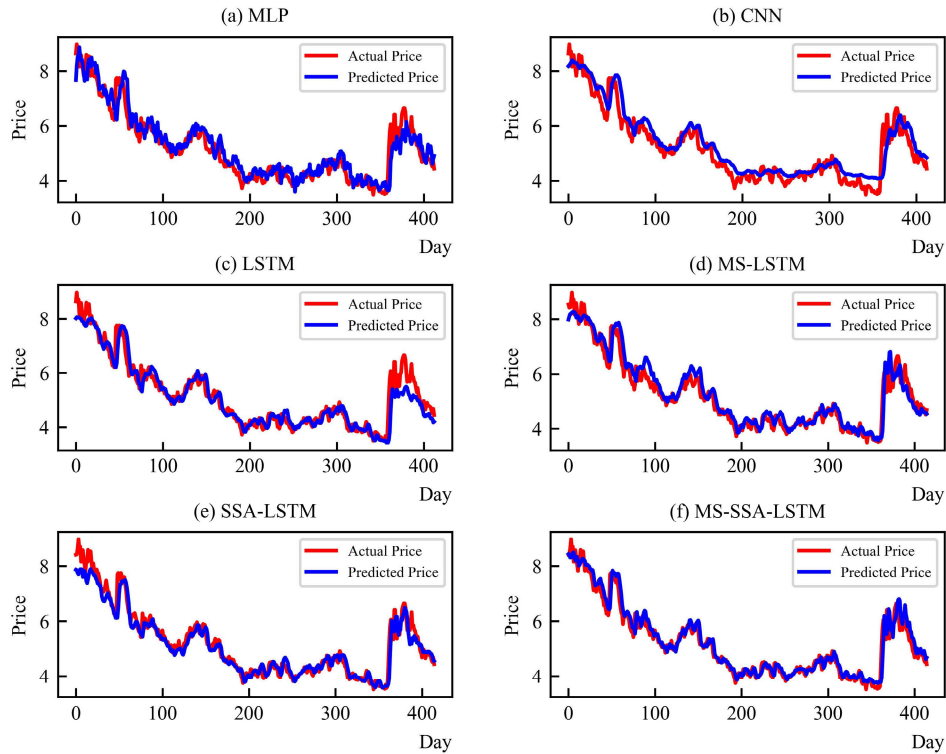 (a) MLP
Actual Price
Predicted Price
Price
8
6
4
0 100 200 300 400
Day
(b) CNN
Actual Price
Predicted Price
Price
8
6
4
0 100 200 300 400
Day
(c) LSTM
Actual Price
Predicted Price
Price
8
6
4
0 100 200 300 400
Day
(d) MS-LSTM
Actual Price
Predicted Price
Price
8
6
4
0 100 200 300 400
Day
(e) SSA-LSTM
Actual Price
Predicted Price
Price
8
6
4
0 100 200 300 400
Day
(f) MS-SSA-LSTM
Actual Price
Predicted Price
Price
8
6
4
0 100 200 300 400
Day